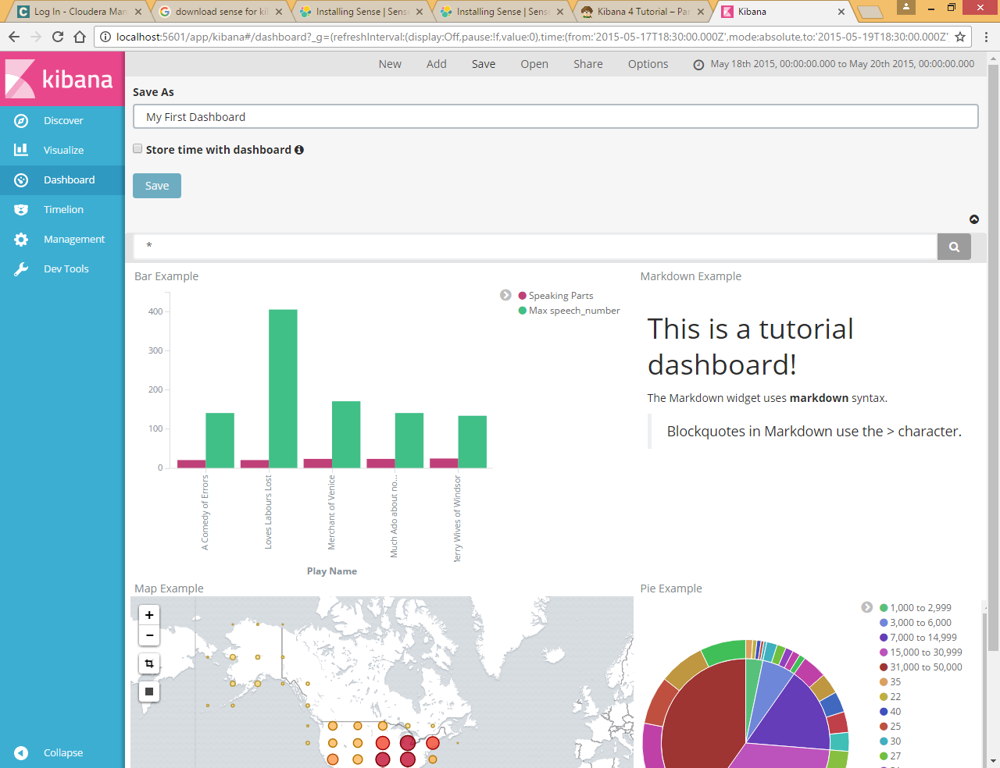 Log In - Cloudera Man
download sense for ki
Installing Sense | Sense
Installing Sense | Sense
Kibana 4 Tutorial – Par
Kibana
localhost:5601/app/kibana#/dashboard?_g=(refreshInterval:(display:Off,pause:!f,value:0),time:(from:'2015-05-17T18:30:00.000Z',mode:absolute,to:'2015-05-19T18:30:00.000Z'
kibana
New Add Save Open Share Options May 18th 2015, 00:00:00.000 to May 20th 2015, 00:00:00.000
Discover
Visualize
Dashboard
Timelion
Management
Dev Tools
Collapse
Save As
My First Dashboard
Store time with dashboard
Save
*
Bar Example
400
300
200
100
0
A Comedy of Errors
Loves Labours Lost
Merchant of Venice
Much Ado about no...
Wives of Windsor
Play Name
Speaking Parts
Max speech_number
Markdown Example
This is a tutorial
dashboard!
The Markdown widget uses markdown syntax.
Blockquotes in Markdown use the > character.
Map Example
+
−
Pie Example
1,000 to 2,999
3,000 to 6,000
7,000 to 14,999
15,000 to 30,999
31,000 to 50,000
35
22
40
25
30
27